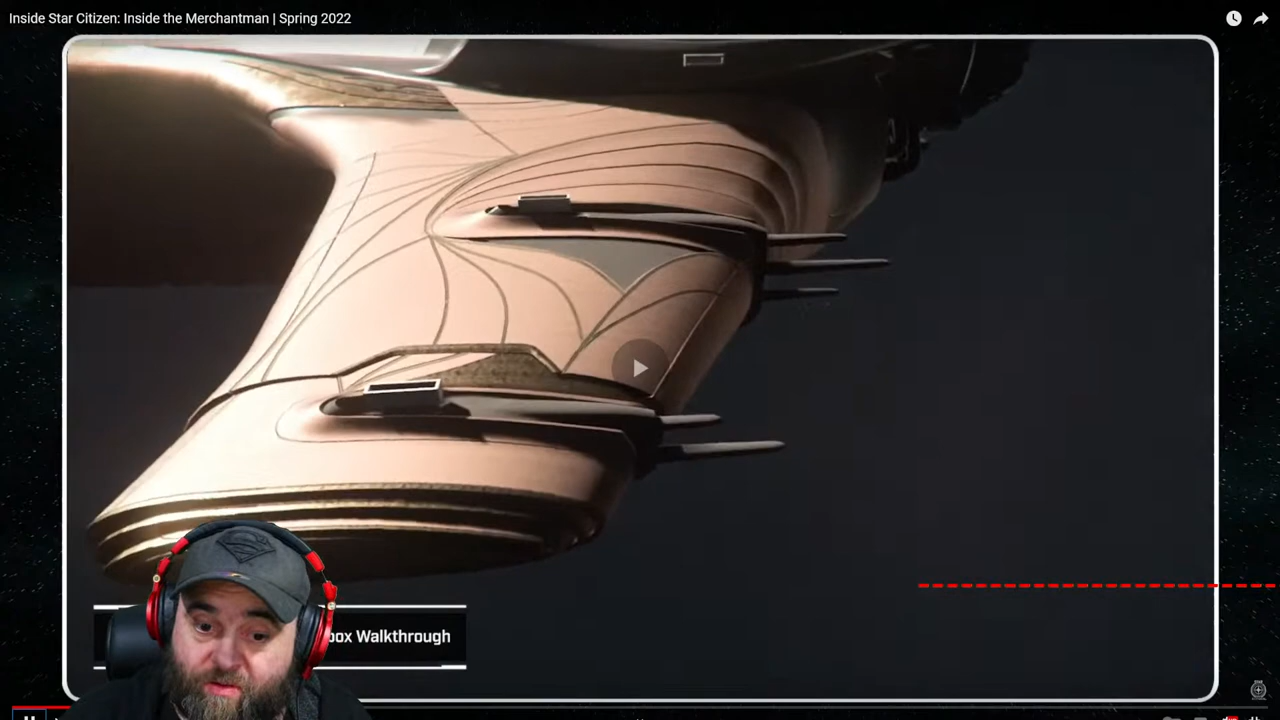 Inside Star Citizen: Inside the Merchantman | Spring 2022
box Walkthrough